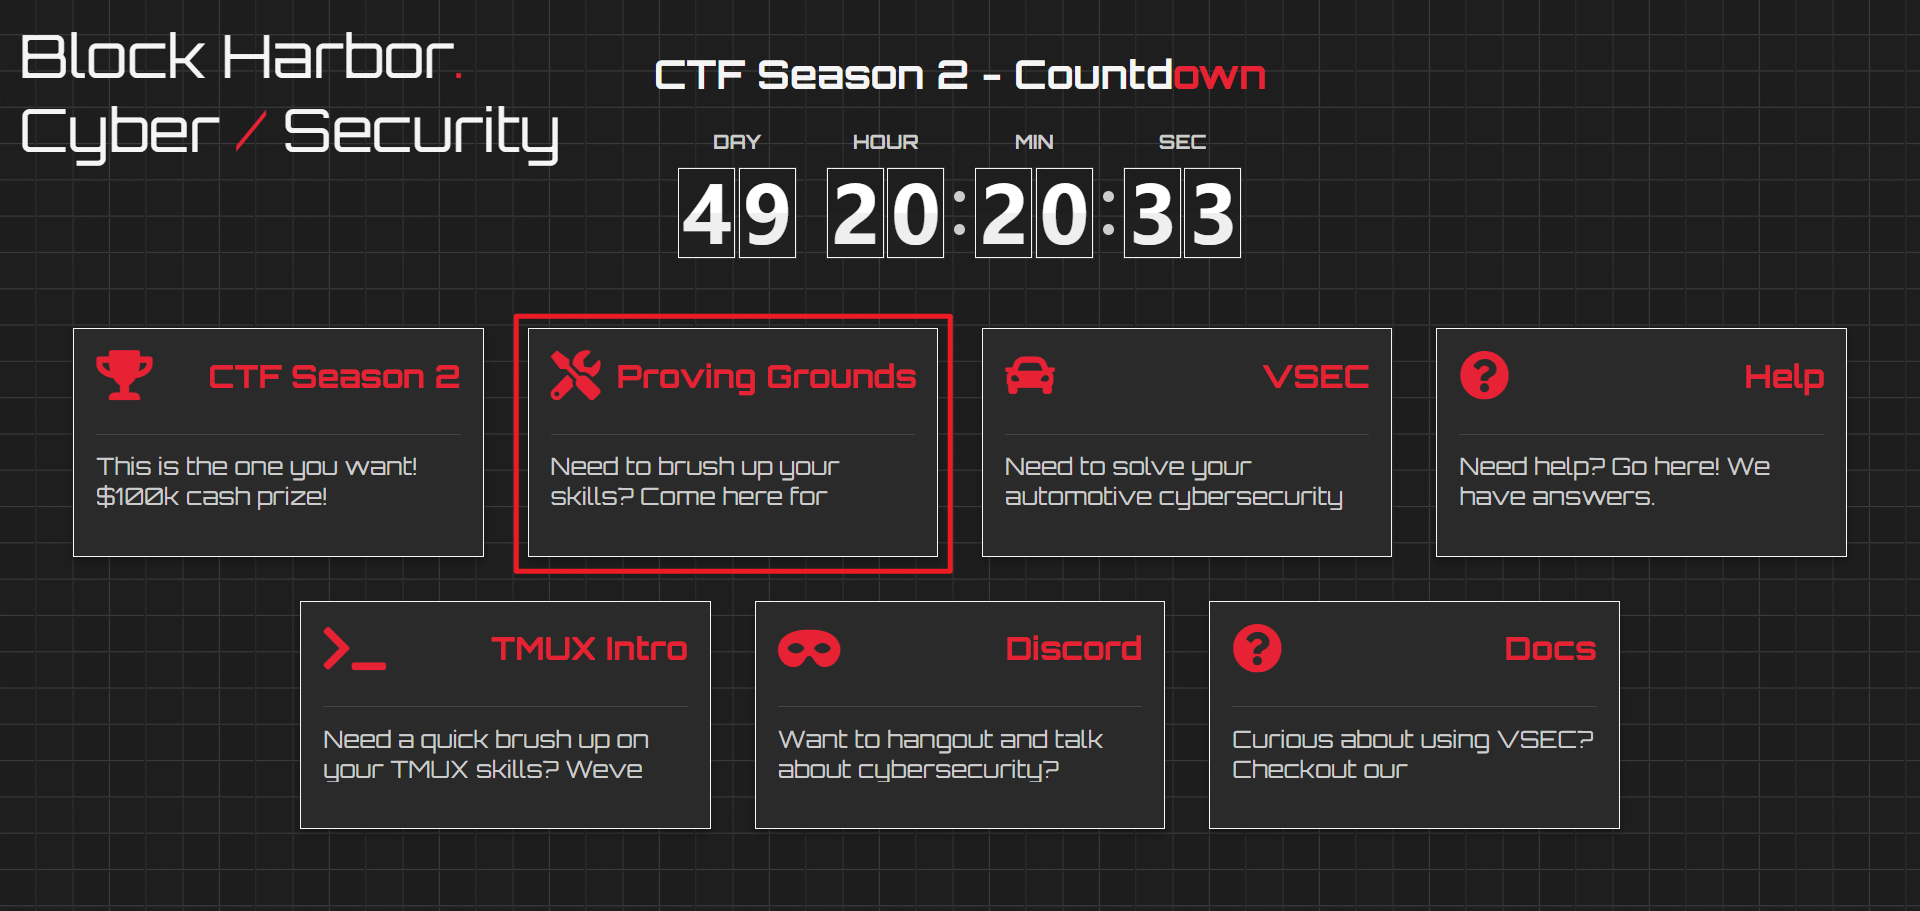 Block Harbor.
Cyber / Security
CTF Season 2 - Countdown
DAY HOUR MIN SEC
49 20:20:33
CTF Season 2
This is the one you want!
$100k cash prize!
Proving Grounds
Need to brush up your
skills? Come here for
VSEC
Need to solve your
automotive cybersecurity
Help
Need help? Go here! We
have answers.
TMUX Intro
Need a quick brush up on
your TMUX skills? Weve
Discord
Want to hangout and talk
about cybersecurity?
Docs
Curious about using VSEC?
Checkout our